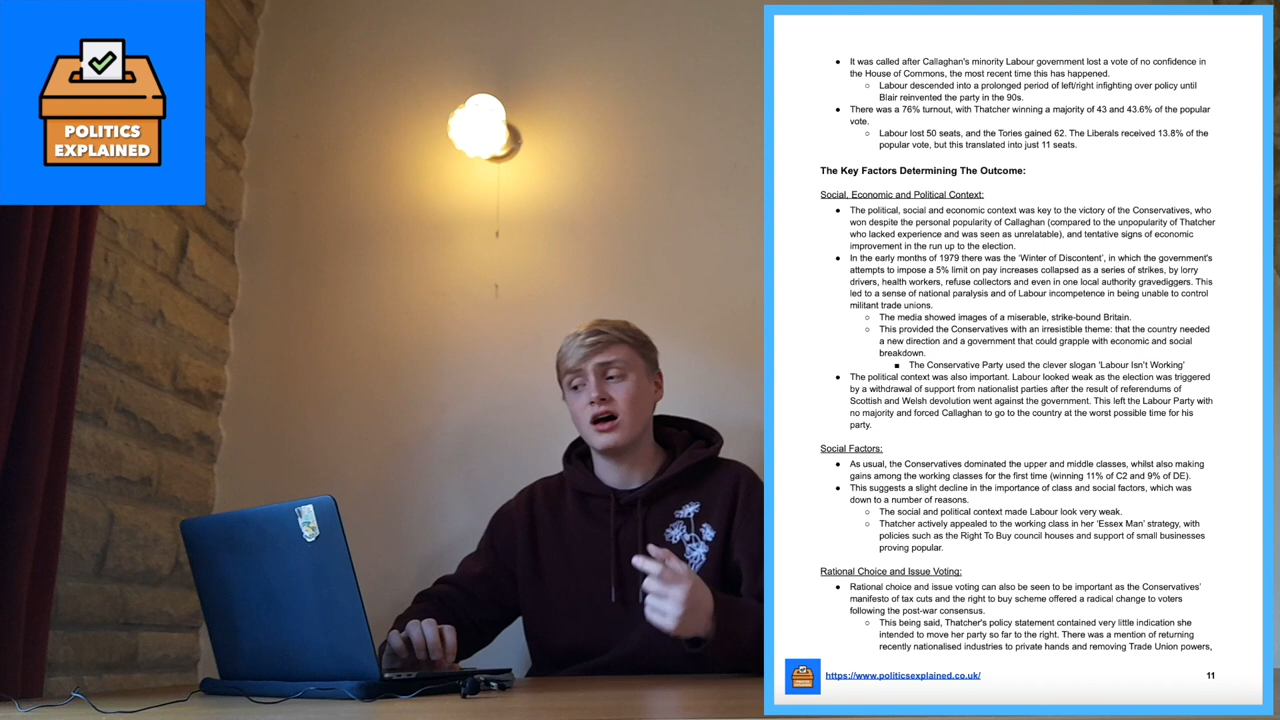 POLITICS
EXPLAINED
● It was called after Callaghan's minority Labour government lost a vote of no confidence in
the House of Commons, the most recent time this has happened.
○ Labour descended into a prolonged period of left/right infighting over policy until
Blair reinvented the party in the 90s.
● There was a 76% turnout, with Thatcher winning a majority of 43 and 43.6% of the popular
vote.
○ Labour lost 50 seats, and the Tories gained 62. The Liberals received 13.8% of the
popular vote, but this translated into just 11 seats.
The Key Factors Determining The Outcome:
Social, Economic and Political Context:
● The political, social and economic context was key to the victory of the Conservatives, who
won despite the personal popularity of Callaghan (compared to the unpopularity of Thatcher
who lacked experience and was seen as unrelatable), and tentative signs of economic
improvement in the run up to the election.
● In the early months of 1979 there was the 'Winter of Discontent', in which the government's
attempts to impose a 5% limit on pay increases collapsed as a series of strikes, by lorry
drivers, health workers, refuse collectors and even in one local authority gravediggers. This
led to a sense of national paralysis and of Labour incompetence in being unable to control
militant trade unions.
○ The media showed images of a miserable, strike-bound Britain.
○ This provided the Conservatives with an irresistible theme: that the country needed
a new direction and a government that could grapple with economic and social
breakdown.
■ The Conservative Party used the clever slogan 'Labour Isn't Working'
● The political context was also important. Labour looked weak as the election was triggered
by a withdrawal of support from nationalist parties after the result of referendums of
Scottish and Welsh devolution went against the government. This left the Labour Party with
no majority and forced Callaghan to go to the country at the worst possible time for his
party.
Social Factors:
● As usual, the Conservatives dominated the upper and middle classes, whilst also making
gains among the working classes for the first time (winning 11% of C2 and 9% of DE).
● This suggests a slight decline in the importance of class and social factors, which was
down to a number of reasons.
○ The social and political context made Labour look very weak.
○ Thatcher actively appealed to the working class in her 'Essex Man' strategy, with
policies such as the Right To Buy council houses and support of small businesses
proving popular.
Rational Choice and Issue Voting:
● Rational choice and issue voting can also be seen to be important as the Conservatives'
manifesto of tax cuts and the right to buy scheme offered a radical change to voters
following the post-war consensus.
○ This being said, Thatcher's policy statement contained very little indication she
intended to move her party so far to the right. There was a mention of returning
recently nationalised industries to private hands and removing Trade Union powers,
https://www.politicsexplained.co.uk/
11